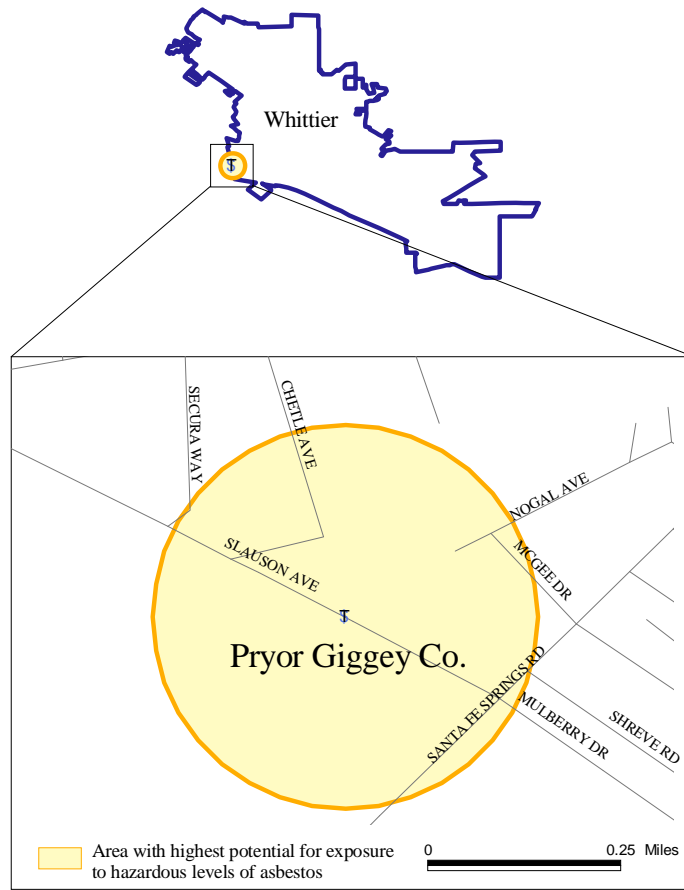 Whittier
SECURA WAY
CHETLE AVE
NOGAL AVE
SLAUSON AVE
MCGEE DR
Pryor Giggey Co.
SANTA FE SPRINGS RD
MULBERRY DR
SHREVE RD
Area with highest potential for exposure
to hazardous levels of asbestos
0 0.25 Miles